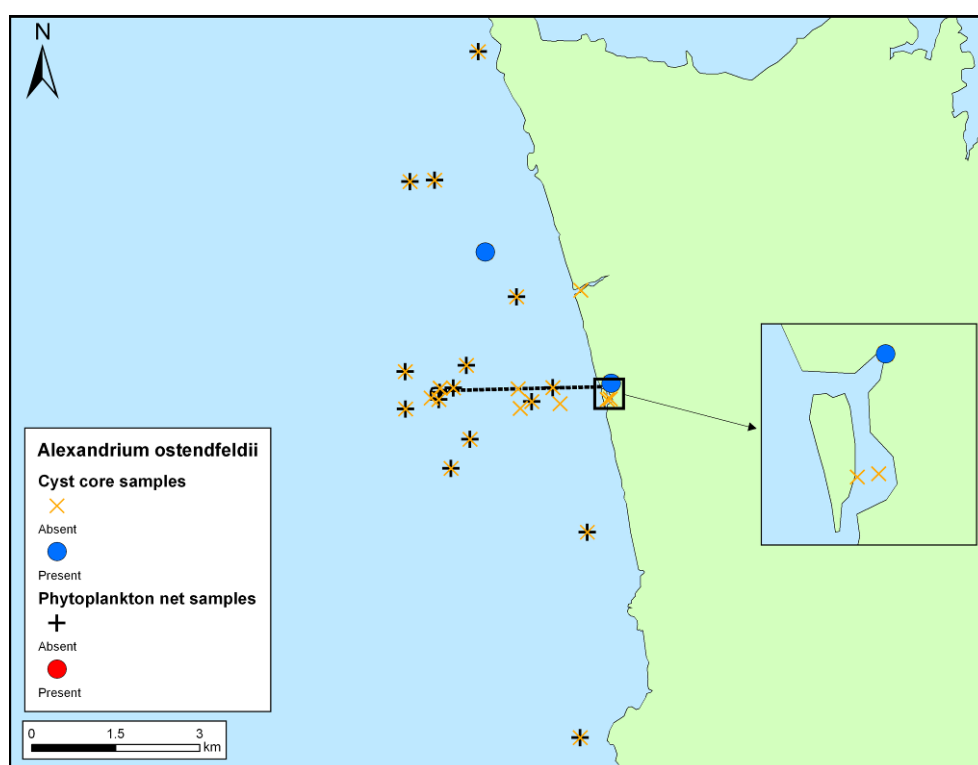 N
Alexandrium ostendfeldii
Cyst core samples
Absent
Present
Phytoplankton net samples
Absent
Present
0 1.5 3
km